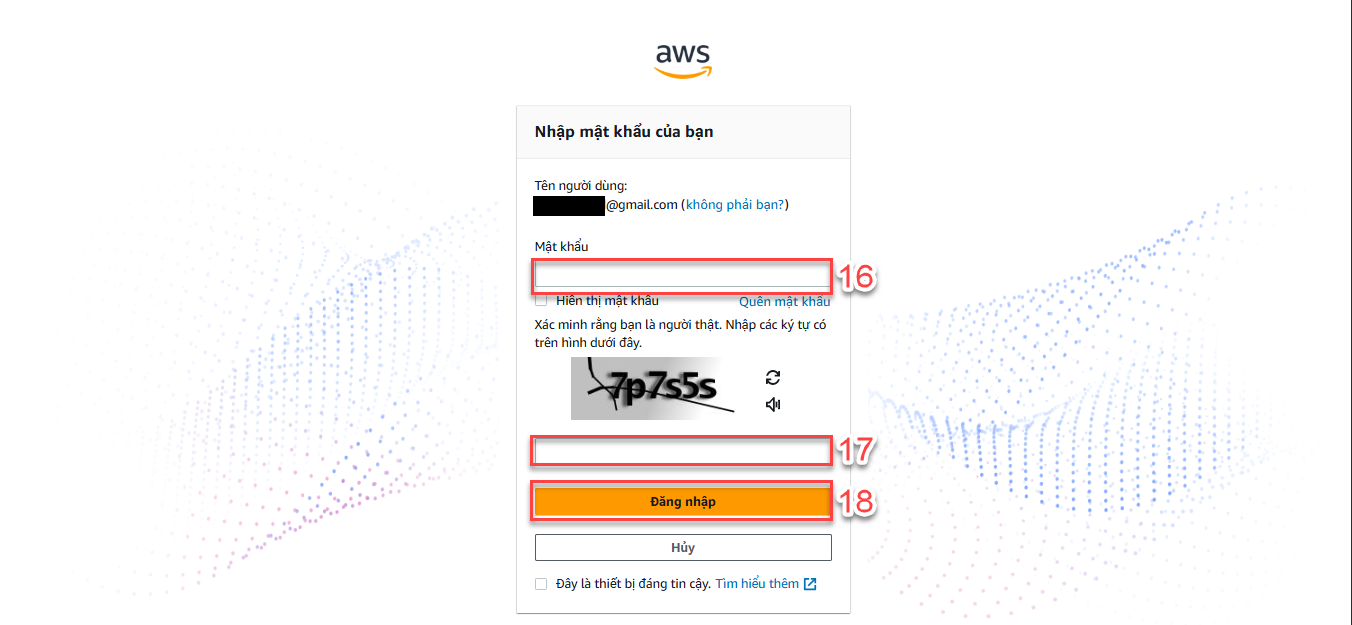 aws
Nhập mật khẩu của bạn
Tên người dùng:
@gmail.com (không phải bạn?)
Mật khẩu
16
Hiển thị mật khẩu Quên mật khẩu
Xác minh rằng bạn là người thật. Nhập các ký tự có
trên hình dưới đây.
7p7s5s
17
Đăng nhập 18
Hủy
Đây là thiết bị đáng tin cậy. Tìm hiểu thêm